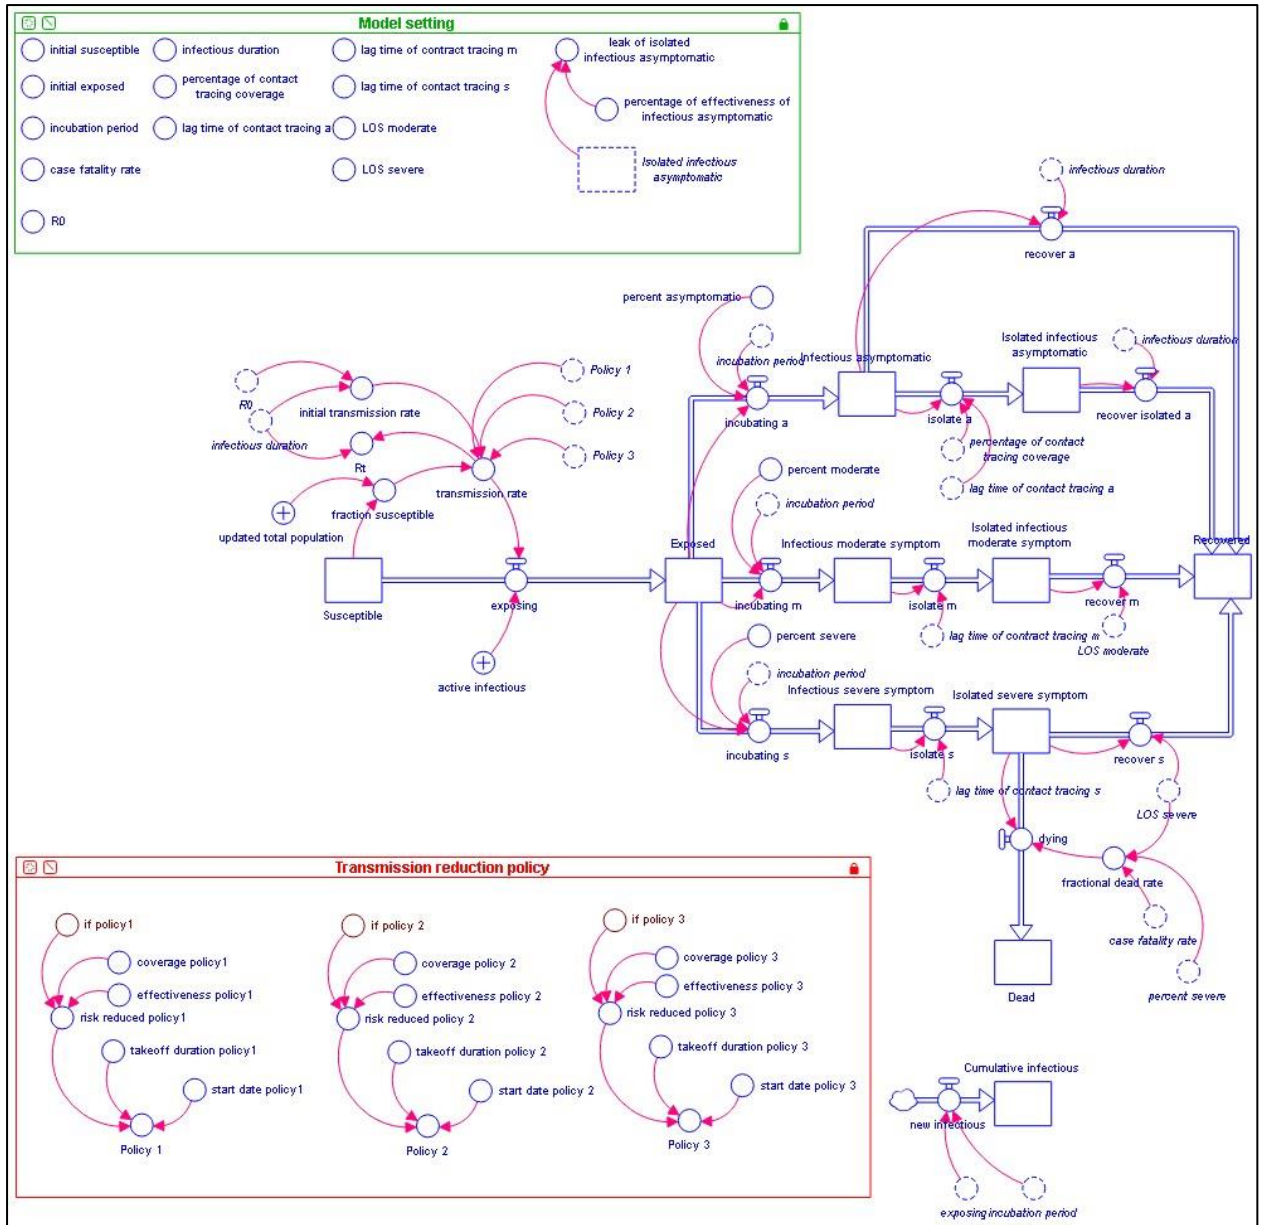 Model setting
initial susceptible
infectious duration
lag time of contract tracing m
leak of isolated
infectious asymptomatic
initial exposed
percentage of contact
tracing coverage
lag time of contact tracing s
percentage of effectiveness of
infectious asymptomatic
incubation period
lag time of contact tracing a
LOS moderate
case fatality rate
LOS severe
Isolated infectious
asymptomatic
R0
infectious duration
recover a
percent asymptomatic
incubation period
Infectious asymptomatic
Isolated infectious
asymptomatic
infectious duration
incubating a
isolate a
recover isolated a
percentage of contact
tracing coverage
lag time of contact tracing a
R0
initial transmission rate
infectious duration
Rt
Policy 1
Policy 2
Policy 3
transmission rate
fraction susceptible
updated total population
percent moderate
incubation period
Susceptible
exposing
active infectious
Exposed
Infectious moderate symptom
Isolated infectious
moderate symptom
Recovered
incubating m
isolate m
recover m
lag time of contract tracing m
LOS moderate
percent severe
incubation period
Infectious severe symptom
Isolated severe symptom
incubating s
isolate s
recover s
lag time of contact tracing s
LOS severe
dying
fractional dead rate
case fatality rate
percent severe
Dead
Transmission reduction policy
if policy1
coverage policy1
effectiveness policy1
risk reduced policy1
takeoff duration policy1
start date policy1
Policy 1
if policy 2
coverage policy 2
effectiveness policy 2
risk reduced policy 2
takeoff duration policy 2
start date policy 2
Policy 2
if policy 3
coverage policy 3
effectiveness policy 3
risk reduced policy 3
takeoff duration policy 3
start date policy 3
Policy 3
Cumulative infectious
new infectious
exposing
incubation period